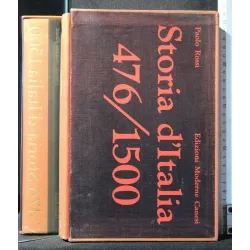 Paolo Rossi
Storia d'Italia
476/1500
Edizioni Moderne Canesi